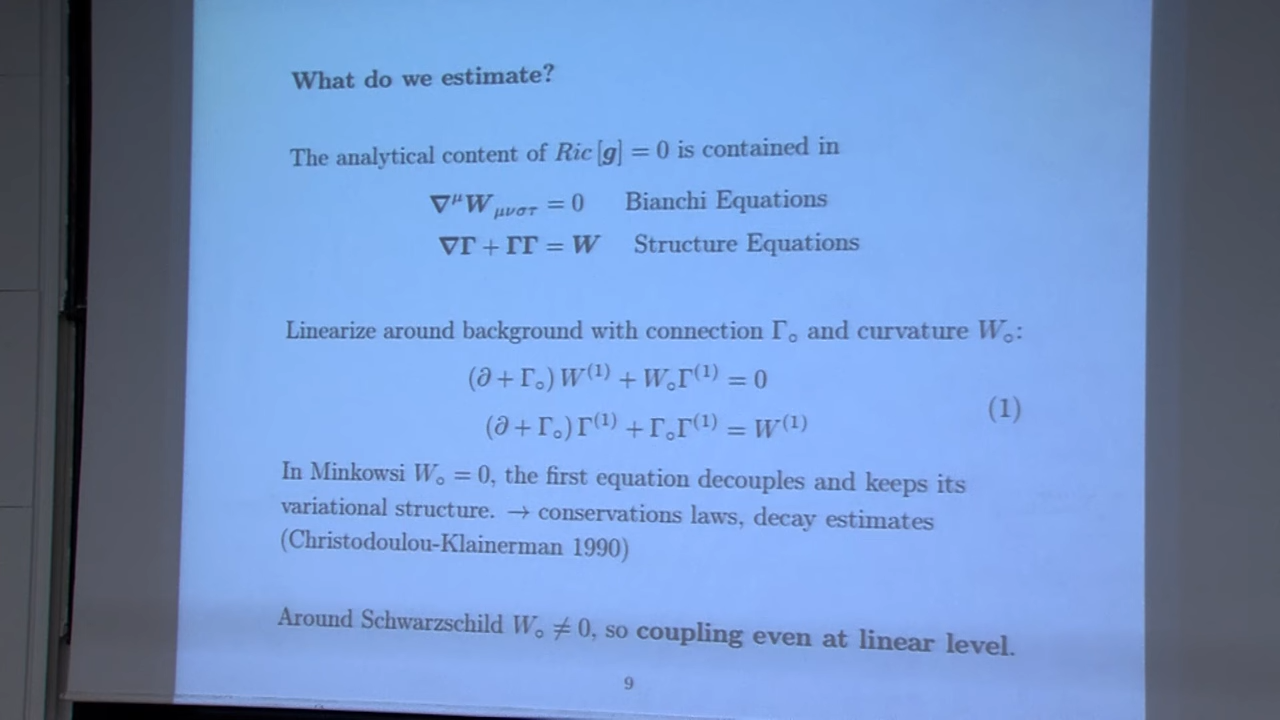 What do we estimate?
The analytical content of Ric[g] = 0 is contained in
∇^μ W_{μνστ} = 0 Bianchi Equations
∇Γ + ΓΓ = W Structure Equations
Linearize around background with connection Γ∘ and curvature W∘:
(∂ + Γ∘) W^{(1)} + W∘Γ^{(1)} = 0
(∂ + Γ∘) Γ^{(1)} + Γ∘Γ^{(1)} = W^{(1)}
(1)
In Minkowsi W∘ = 0, the first equation decouples and keeps its
variational structure. → conservations laws, decay estimates
(Christodoulou-Klainerman 1990)
Around Schwarzschild W∘ ≠ 0, so coupling even at linear level.
9